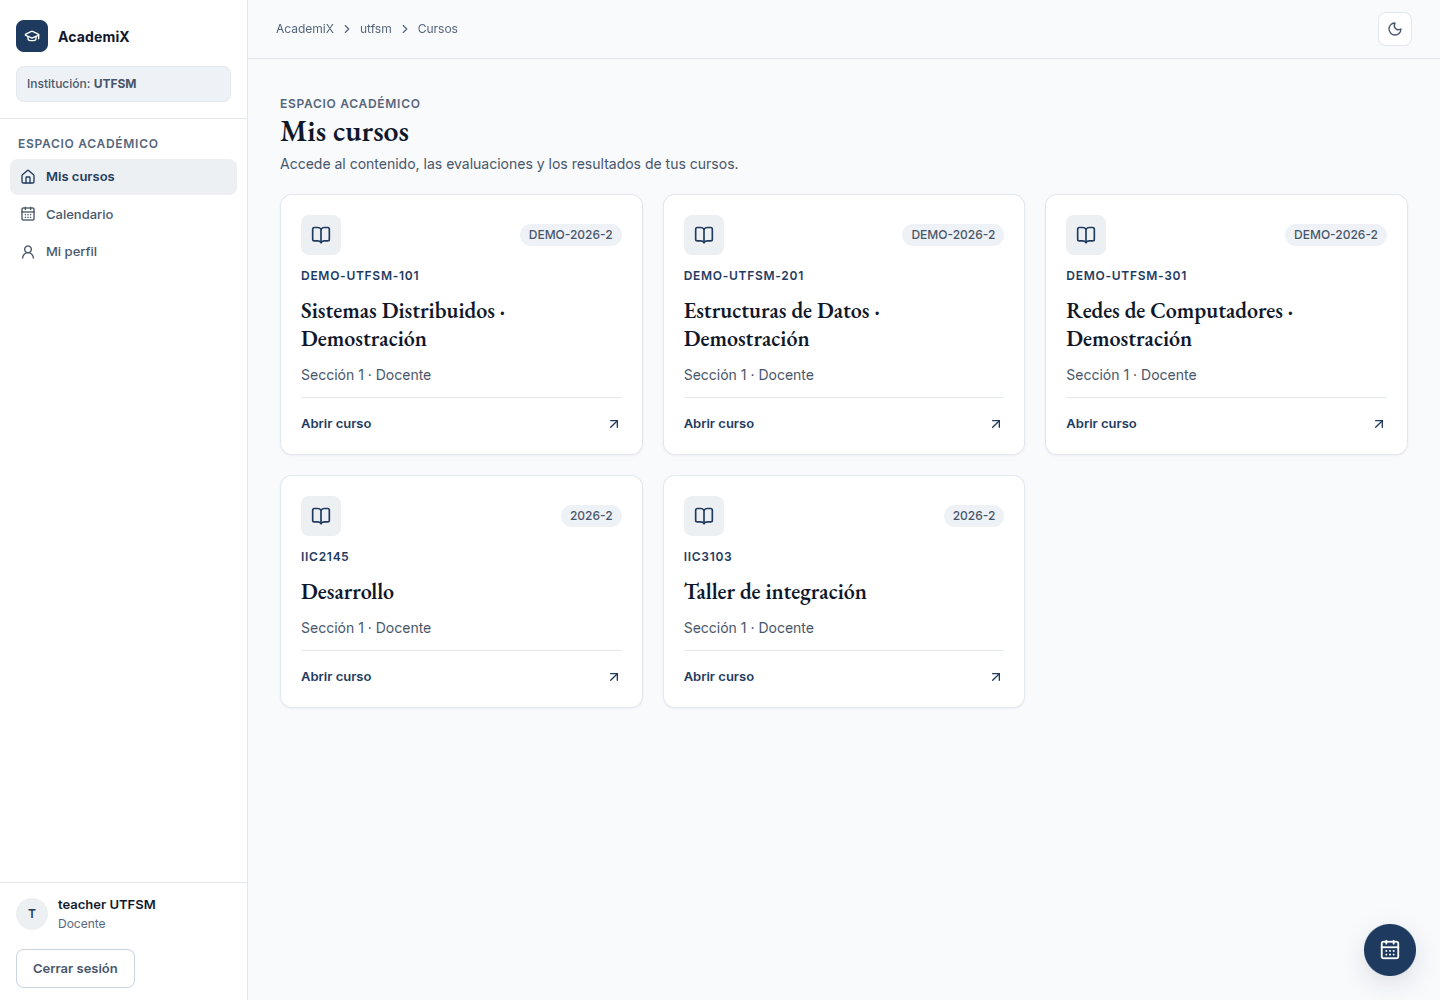 AcademiX
Institución: UTFSM
ESPACIO ACADÉMICO
Mis cursos
Calendario
Mi perfil
teacher UTFSM
T
Docente
Cerrar sesión
AcademiX > utfsm > Cursos
ESPACIO ACADÉMICO
Mis cursos
Accede al contenido, las evaluaciones y los resultados de tus cursos.
DEMO-2026-2
DEMO-UTFSM-101
Sistemas Distribuidos ·
Demostración
Sección 1 · Docente
Abrir curso
DEMO-2026-2
DEMO-UTFSM-201
Estructuras de Datos ·
Demostración
Sección 1 · Docente
Abrir curso
DEMO-2026-2
DEMO-UTFSM-301
Redes de Computadores ·
Demostración
Sección 1 · Docente
Abrir curso
2026-2
IIC2145
Desarrollo
Sección 1 · Docente
Abrir curso
2026-2
IIC3103
Taller de integración
Sección 1 · Docente
Abrir curso